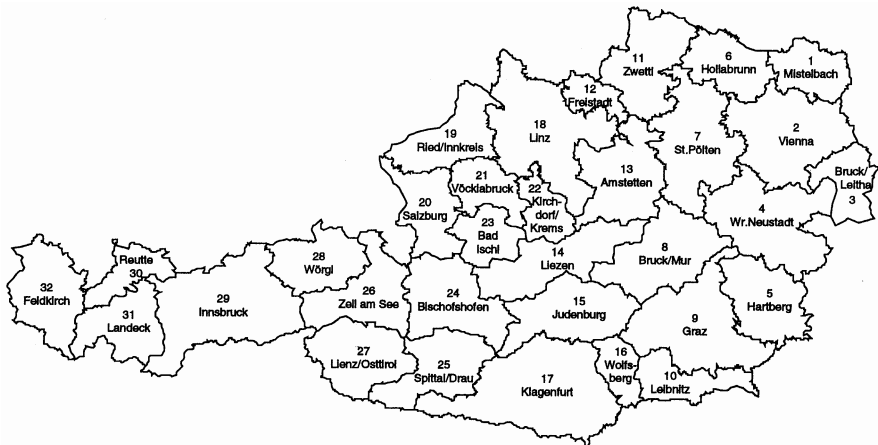 11
Zwettl
6
Hollabrunn
1
Mistelbach
12
Freistadt
19
Ried/Innkreis
18
Linz
7
St.Pölten
2
Vienna
13
Amstetten
21
Vöcklabruck
22
Kirch-
dorf/
Krems
Bruck/
Leitha
3
20
Salzburg
23
Bad
Ischl
4
Wr.Neustadt
14
Liezen
8
Bruck/Mur
28
Wörgl
Reutte
30
32
Feldkirch
31
Landeck
29
Innsbruck
26
Zell am See
24
Bischofshofen
15
Judenburg
5
Hartberg
9
Graz
27
Lienz/Osttirol
25
Spittal/Drau
17
Klagenfurt
16
Wolfs-
berg
10
Leibnitz